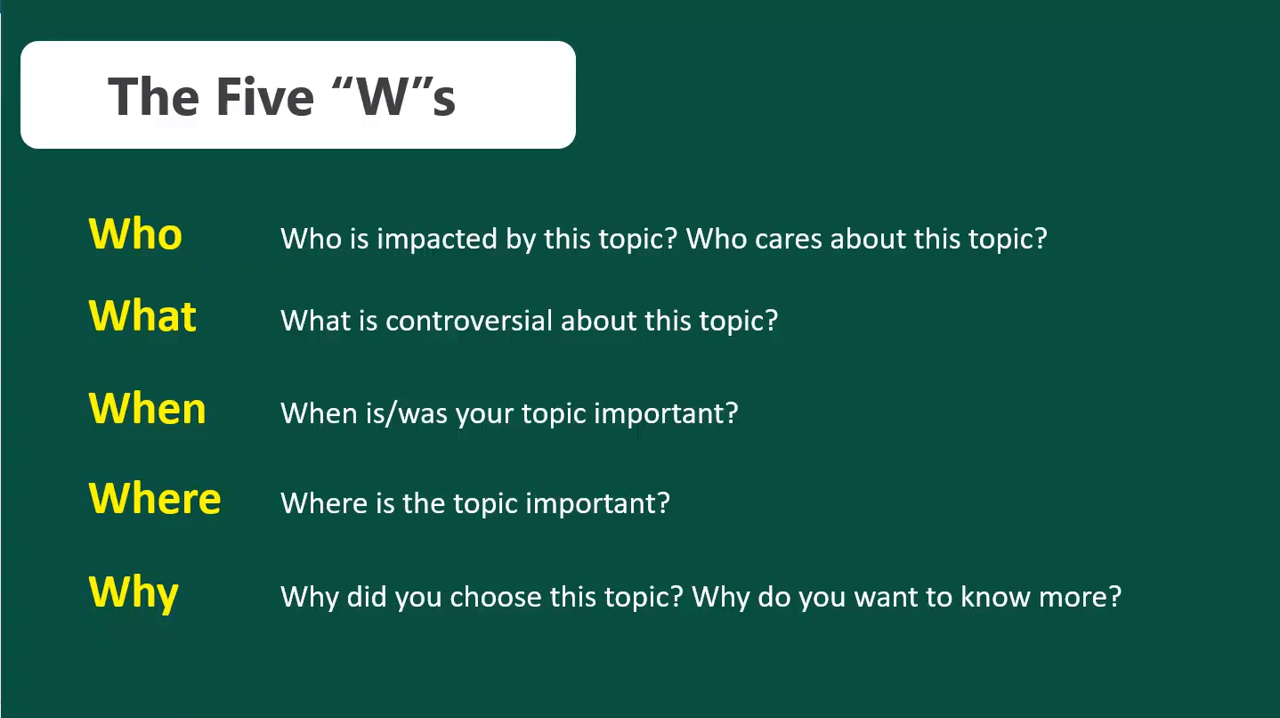 The Five “W”s
Who Who is impacted by this topic? Who cares about this topic?
What What is controversial about this topic?
When When is/was your topic important?
Where Where is the topic important?
Why Why did you choose this topic? Why do you want to know more?